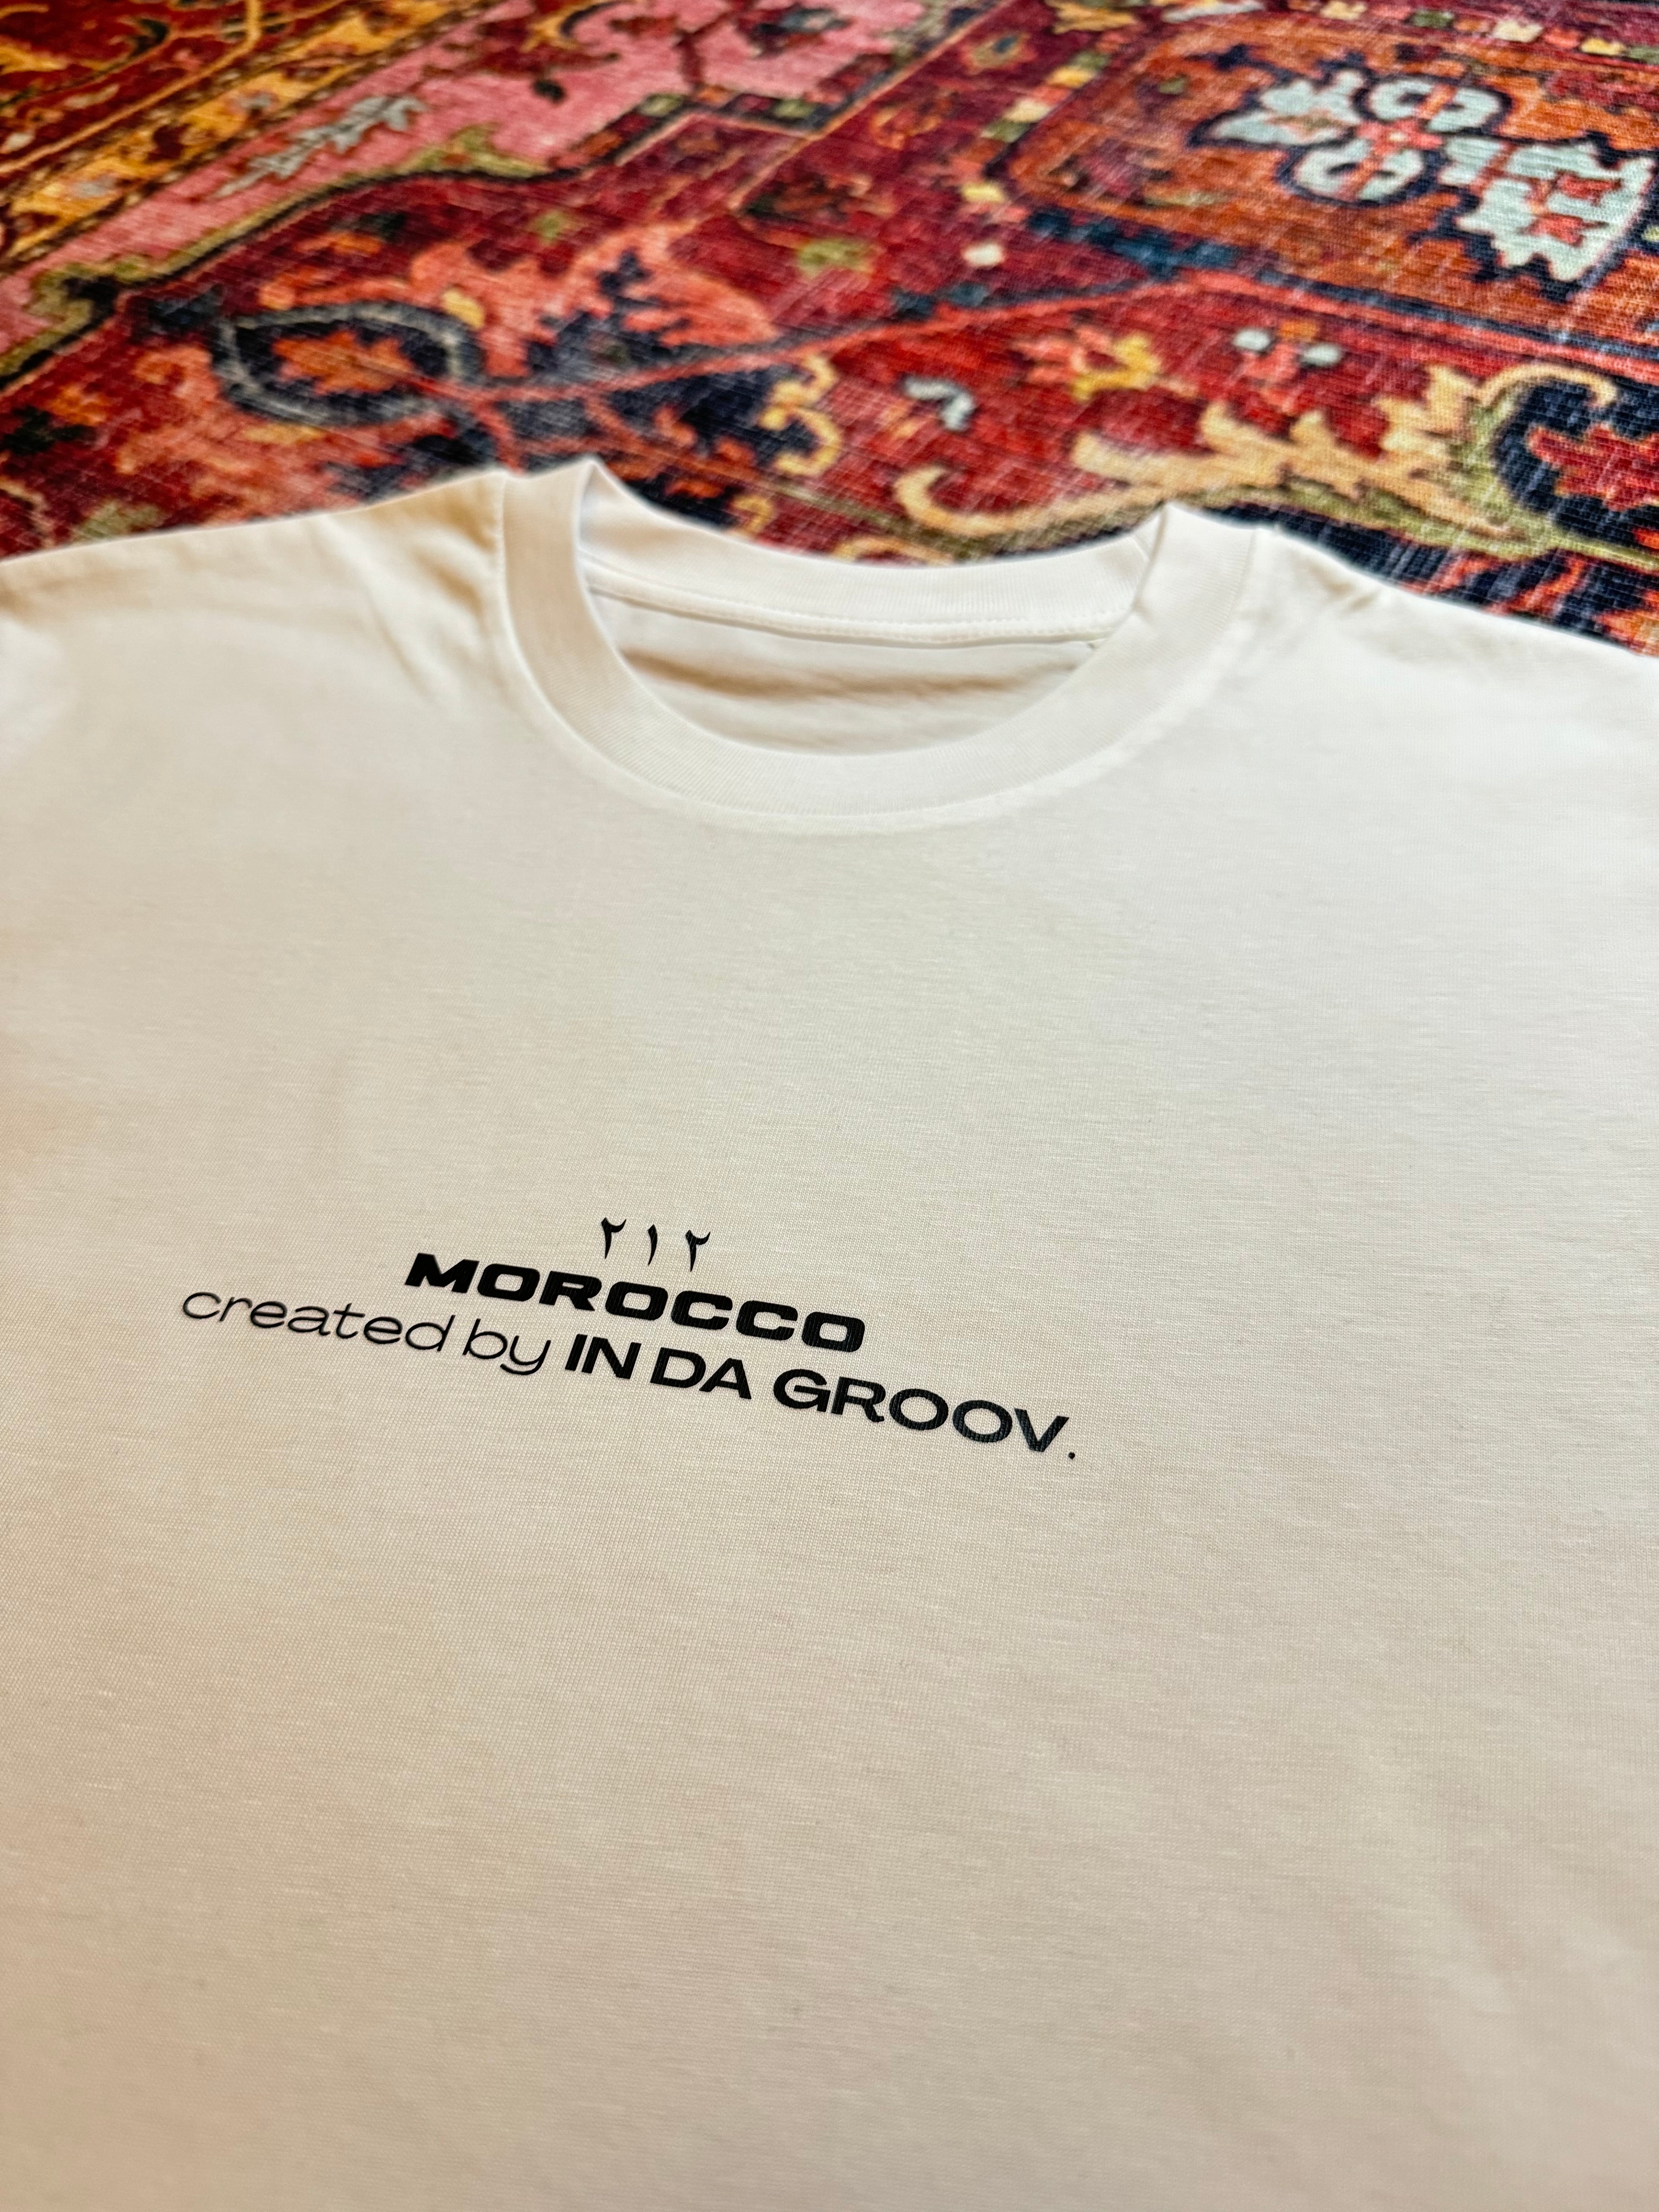 ٢١٢
MOROCCO
created by IN DA GROOV.